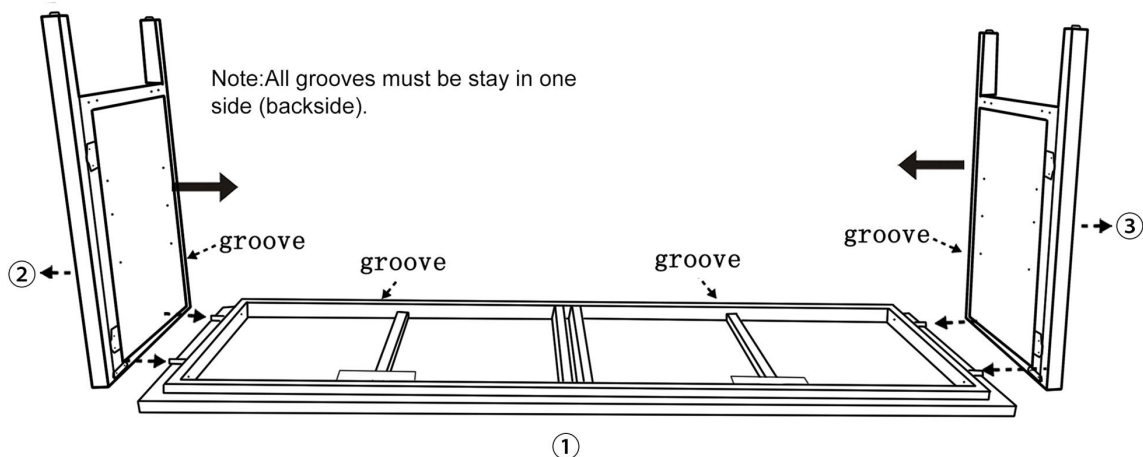 Note:All grooves must be stay in one
side (backside).
groove
groove
groove
groove
②
③
①